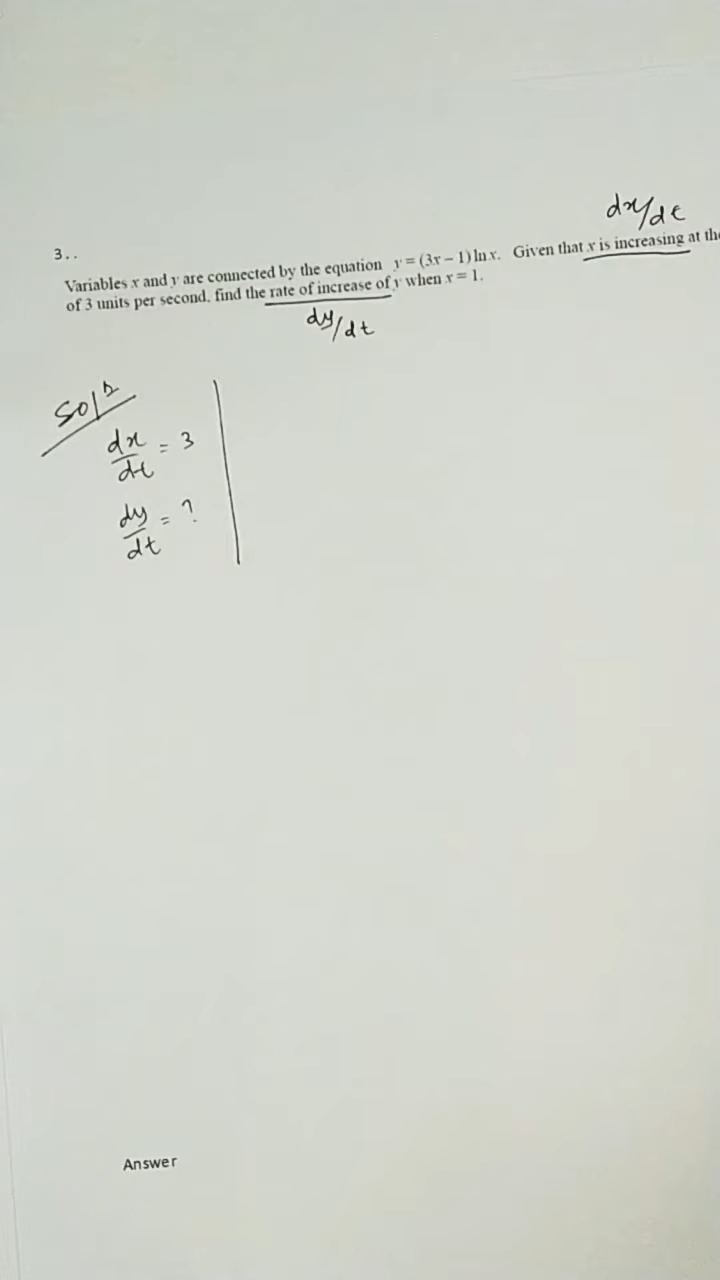 dx/dt
3..
Variables x and y are connected by the equation y = (3x − 1) ln x. Given that x is increasing at the
of 3 units per second, find the rate of increase of y when x = 1.
dy/dt
Solⁿ
dx/dt = 3
dy/dt = ?
Answer